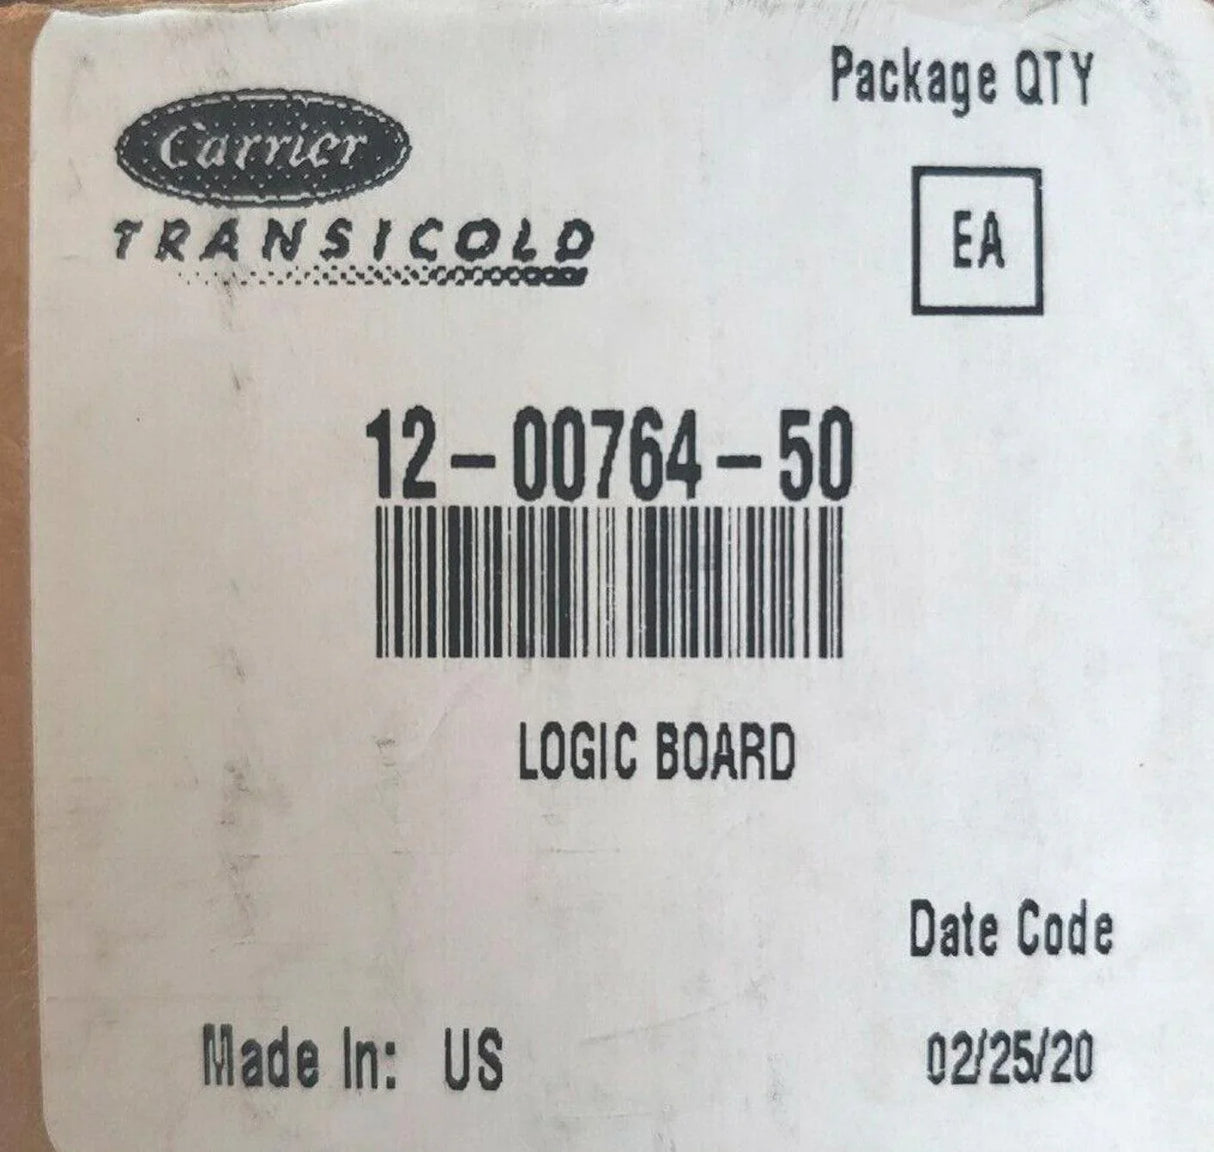 Package QTY
Carrier
TRANSICOLD
EA
12-00764-50
LOGIC BOARD
Date Code
Made In: US
02/25/20